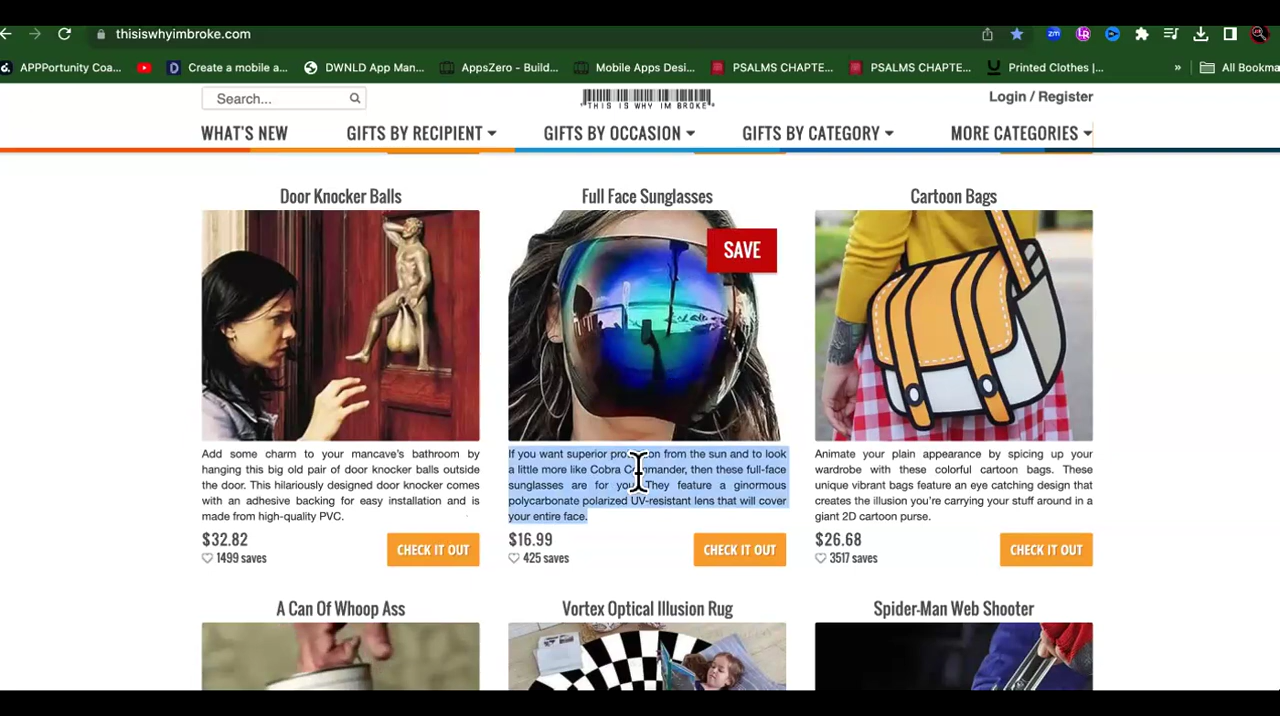 thisiswhyimbroke.com
APPPortunity Coa...
Create a mobile a...
DWNLD App Man...
AppsZero - Build...
Mobile Apps Desi...
PSALMS CHAPTE...
PSALMS CHAPTE...
Printed Clothes |...
»
All Bookma
Search...
THIS IS WHY IM BROKE
Login / Register
WHAT'S NEW
GIFTS BY RECIPIENT
GIFTS BY OCCASION
GIFTS BY CATEGORY
MORE CATEGORIES
Door Knocker Balls
Add some charm to your mancave's bathroom by
hanging this big old pair of door knocker balls outside
the door. This hilariously designed door knocker comes
with an adhesive backing for easy installation and is
made from high-quality PVC.
$32.82
1499 saves
CHECK IT OUT
Full Face Sunglasses
SAVE
If you want superior pro on from the sun and to look
a little more like Cobra C mmander, then these full-face
sunglasses are for you They feature a ginormous
polycarbonate polarized UV-resistant lens that will cover
your entire face.
$16.99
425 saves
CHECK IT OUT
Cartoon Bags
Animate your plain appearance by spicing up your
wardrobe with these colorful cartoon bags. These
unique vibrant bags feature an eye catching design that
creates the illusion you're carrying your stuff around in a
giant 2D cartoon purse.
$26.68
3517 saves
CHECK IT OUT
A Can Of Whoop Ass
Vortex Optical Illusion Rug
Spider-Man Web Shooter